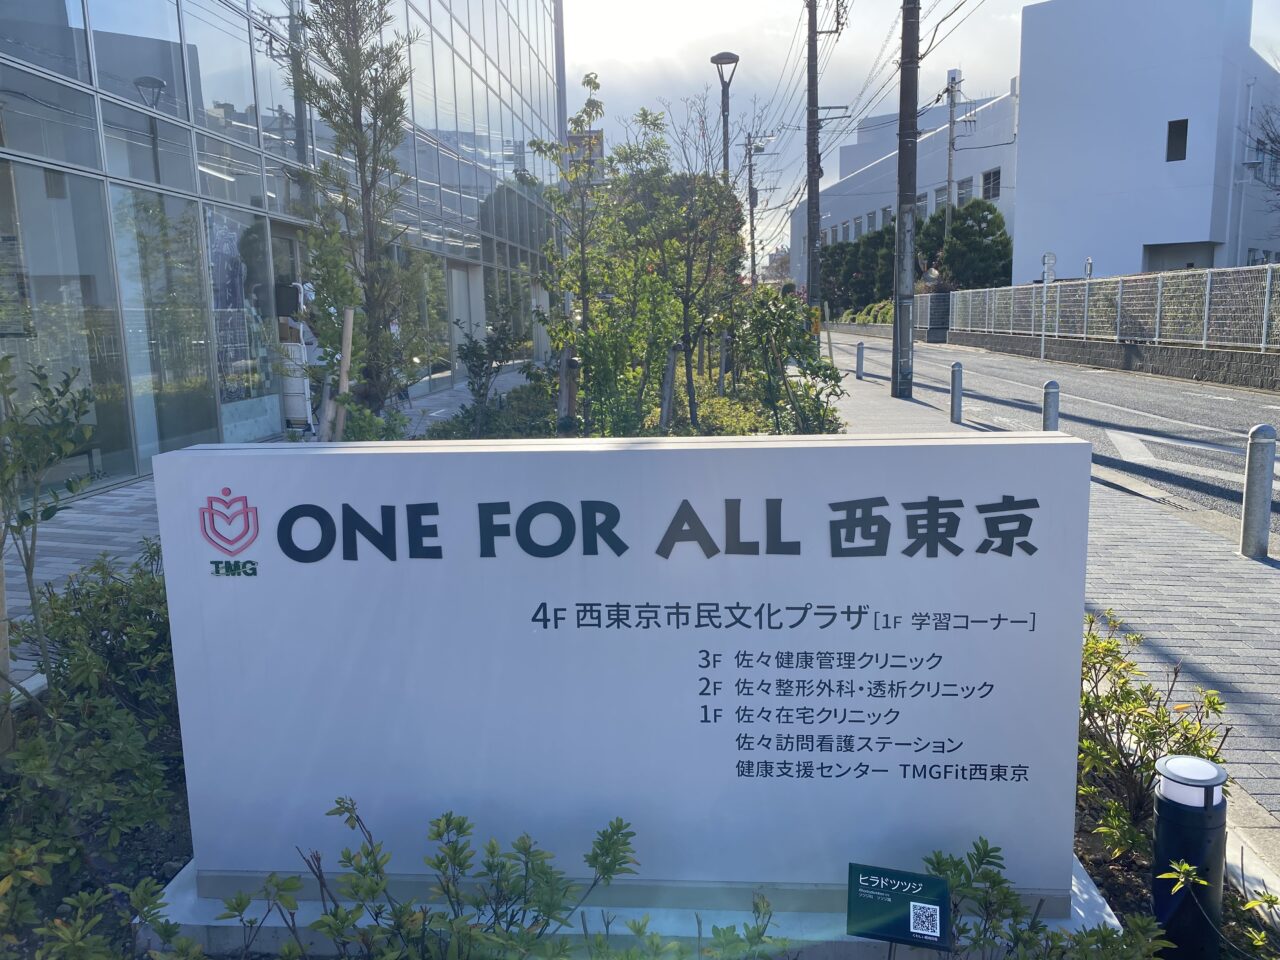 TMG
ONE FOR ALL 西東京
4F 西東京市民文化プラザ [1F 学習コーナー]
3F 佐々健康管理クリニック
2F 佐々整形外科・透析クリニック
1F 佐々在宅クリニック
佐々訪問看護ステーション
健康支援センター TMGFit西東京
ヒラドツツジ